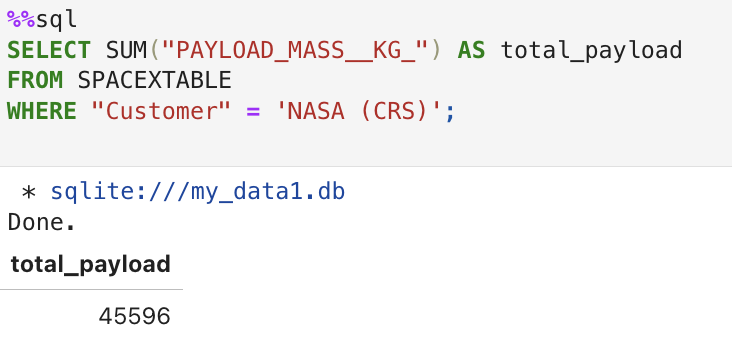 %%sql
SELECT SUM("PAYLOAD_MASS__KG_") AS total_payload
FROM SPACEXTABLE
WHERE "Customer" = 'NASA (CRS)';
* sqlite:///my_data1.db
Done.
total_payload
45596